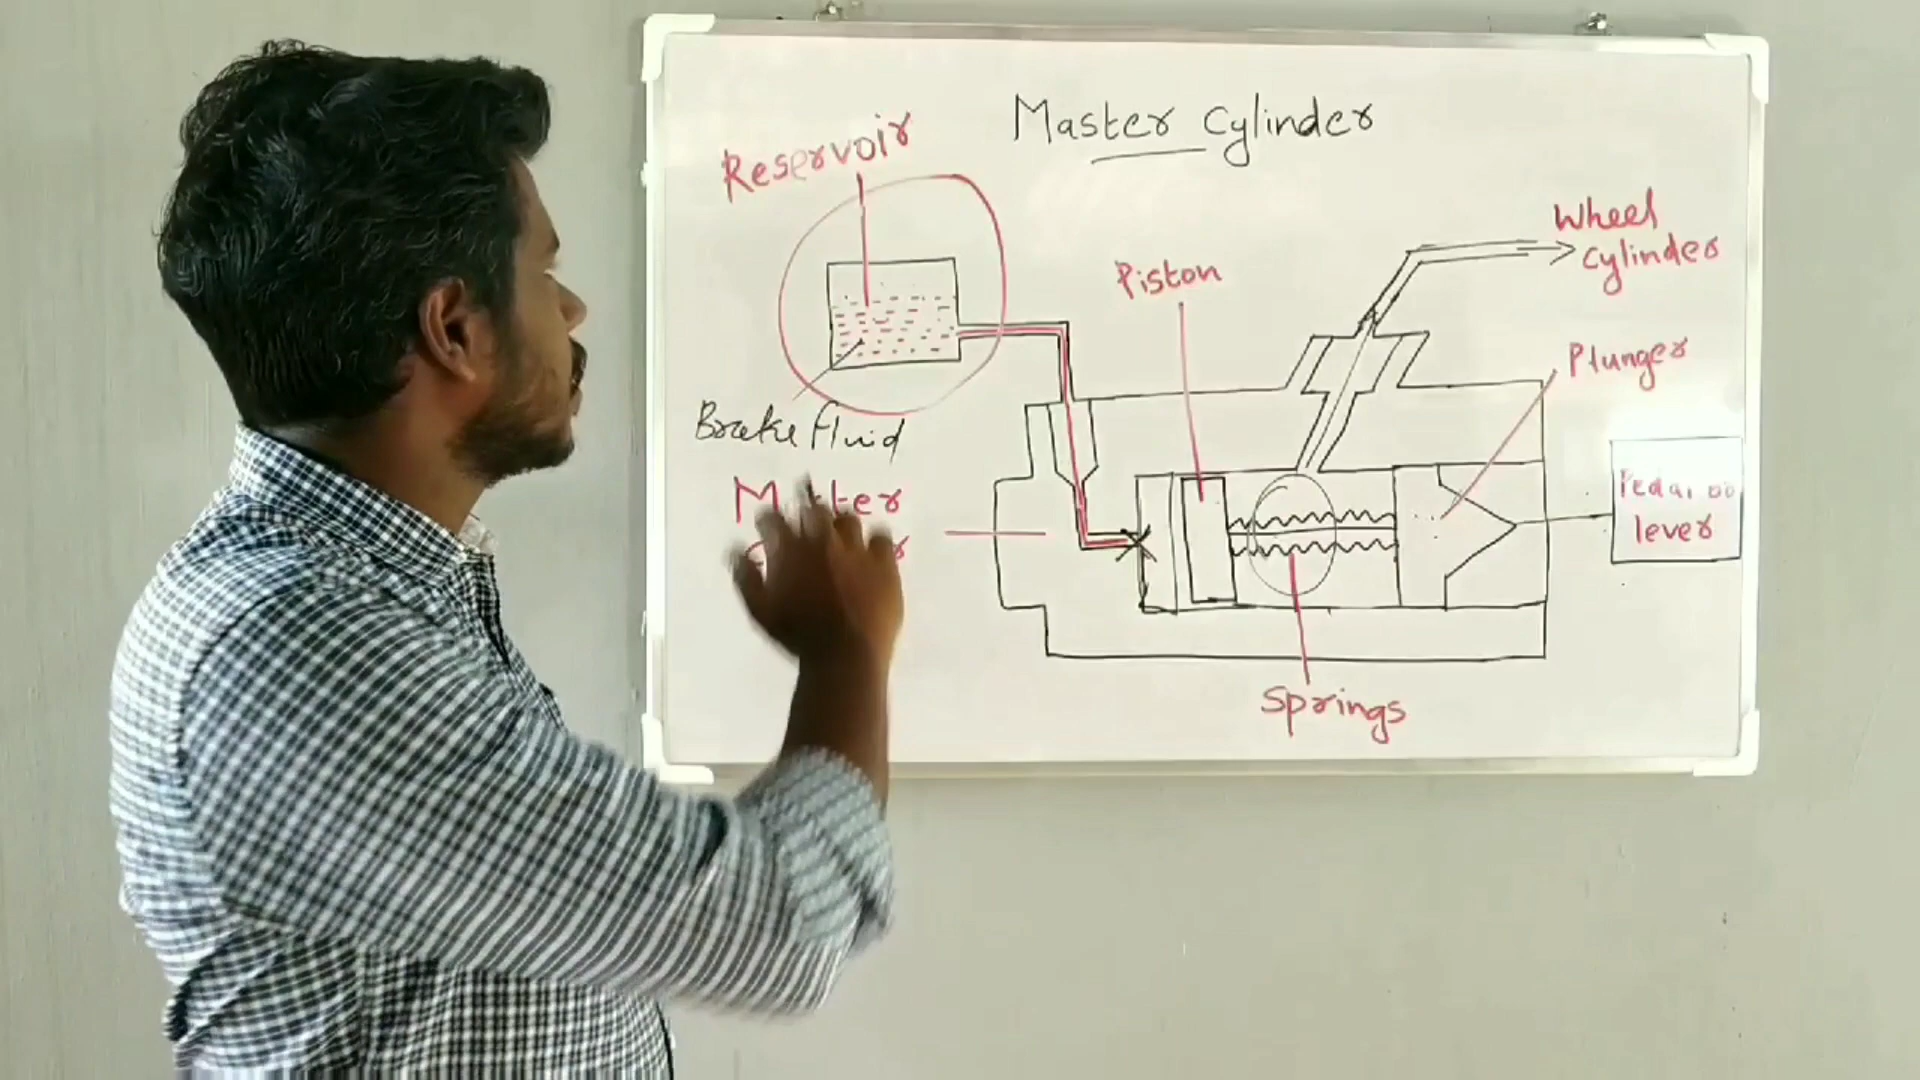 Master Cylinder
Reservoir
Wheel
Cylinder
Piston
Plunger
Brake fluid
Pedal or
lever
Springs